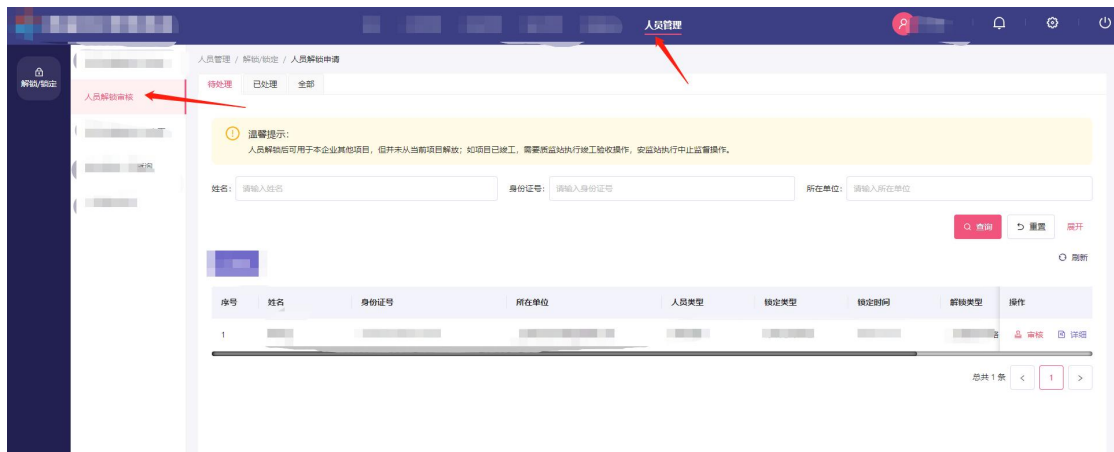 人员管理
解锁/锁定
人员解锁审核
人员管理 / 解锁/锁定 / 人员解锁申请
待处理 已处理 全部
温馨提示:
人员解锁后可用于本企业其他项目，但并未从当前项目解放；如项目已竣工，需要质监站执行竣工验收操作，安监站执行中止监督操作。
姓名: 请输入姓名 身份证号: 请输入身份证号 所在单位: 请输入所在单位
查询 重置 展开
刷新
序号 姓名 身份证号 所在单位 人员类型 锁定类型 锁定时间 解锁类型 操作
1 审核 详细
总共 1 条 < 1 >